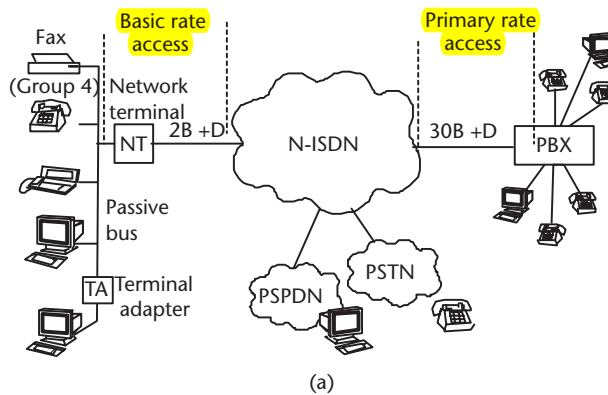 Fax
(Group 4)
Basic rate
access
Primary rate
access
Network
terminal
NT
2B +D
N-ISDN
30B +D
PBX
Passive
bus
TA
Terminal
adapter
PSPDN
PSTN
(a)